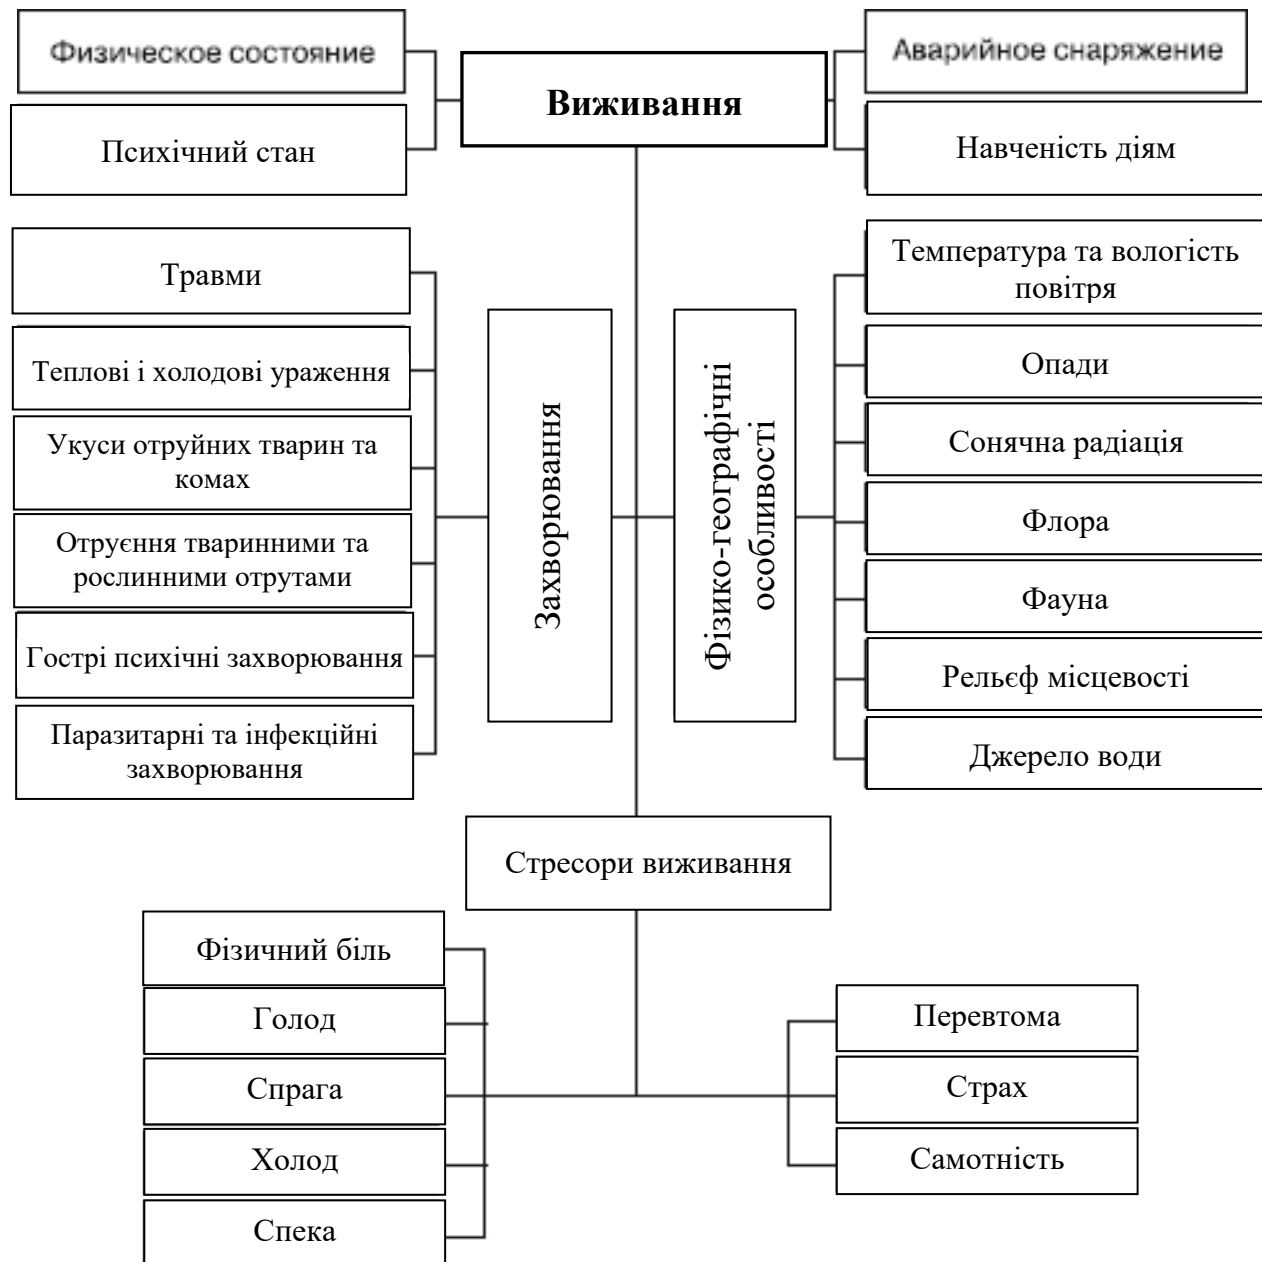 Физическое состояние
Виживання
Аварийное снаряжение
Психічний стан
Навченість діям
Травми
Теплові і холодові ураження
Укуси отруйних тварин та
комах
Отруєння тваринними та
рослинними отрутами
Гострі психічні захворювання
Паразитарні та інфекційні
захворювання
Захворювання
Фізико-географічні
особливості
Температура та вологість
повітря
Опади
Сонячна радіація
Флора
Фауна
Рельєф місцевості
Джерело води
Стресори виживання
Фізичний біль
Голод
Спрага
Холод
Спека
Перевтома
Страх
Самотність